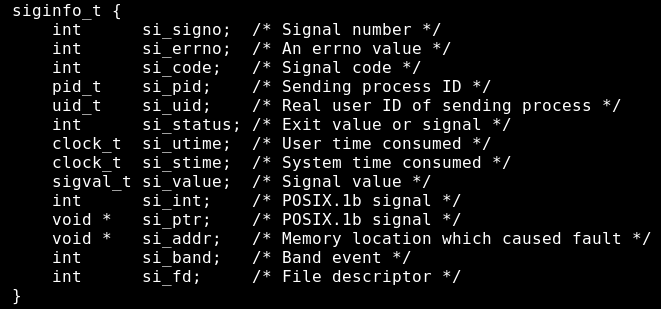 siginfo_t {
    int      si_signo;  /* Signal number */
    int      si_errno;  /* An errno value */
    int      si_code;   /* Signal code */
    pid_t    si_pid;    /* Sending process ID */
    uid_t    si_uid;    /* Real user ID of sending process */
    int      si_status; /* Exit value or signal */
    clock_t  si_utime;  /* User time consumed */
    clock_t  si_stime;  /* System time consumed */
    sigval_t si_value;  /* Signal value */
    int      si_int;    /* POSIX.1b signal */
    void *   si_ptr;    /* POSIX.1b signal */
    void *   si_addr;   /* Memory location which caused fault */
    int      si_band;   /* Band event */
    int      si_fd;     /* File descriptor */
}